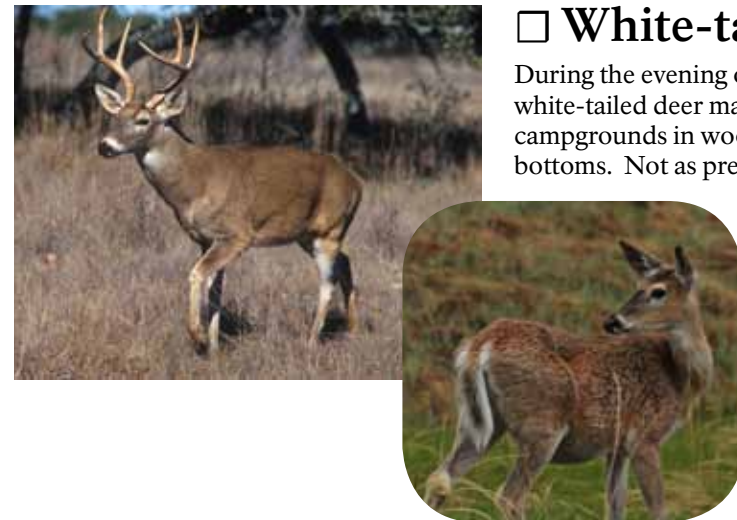 ☐ White-ta
During the evening
white-tailed deer ma
campgrounds in woo
bottoms.  Not as pre